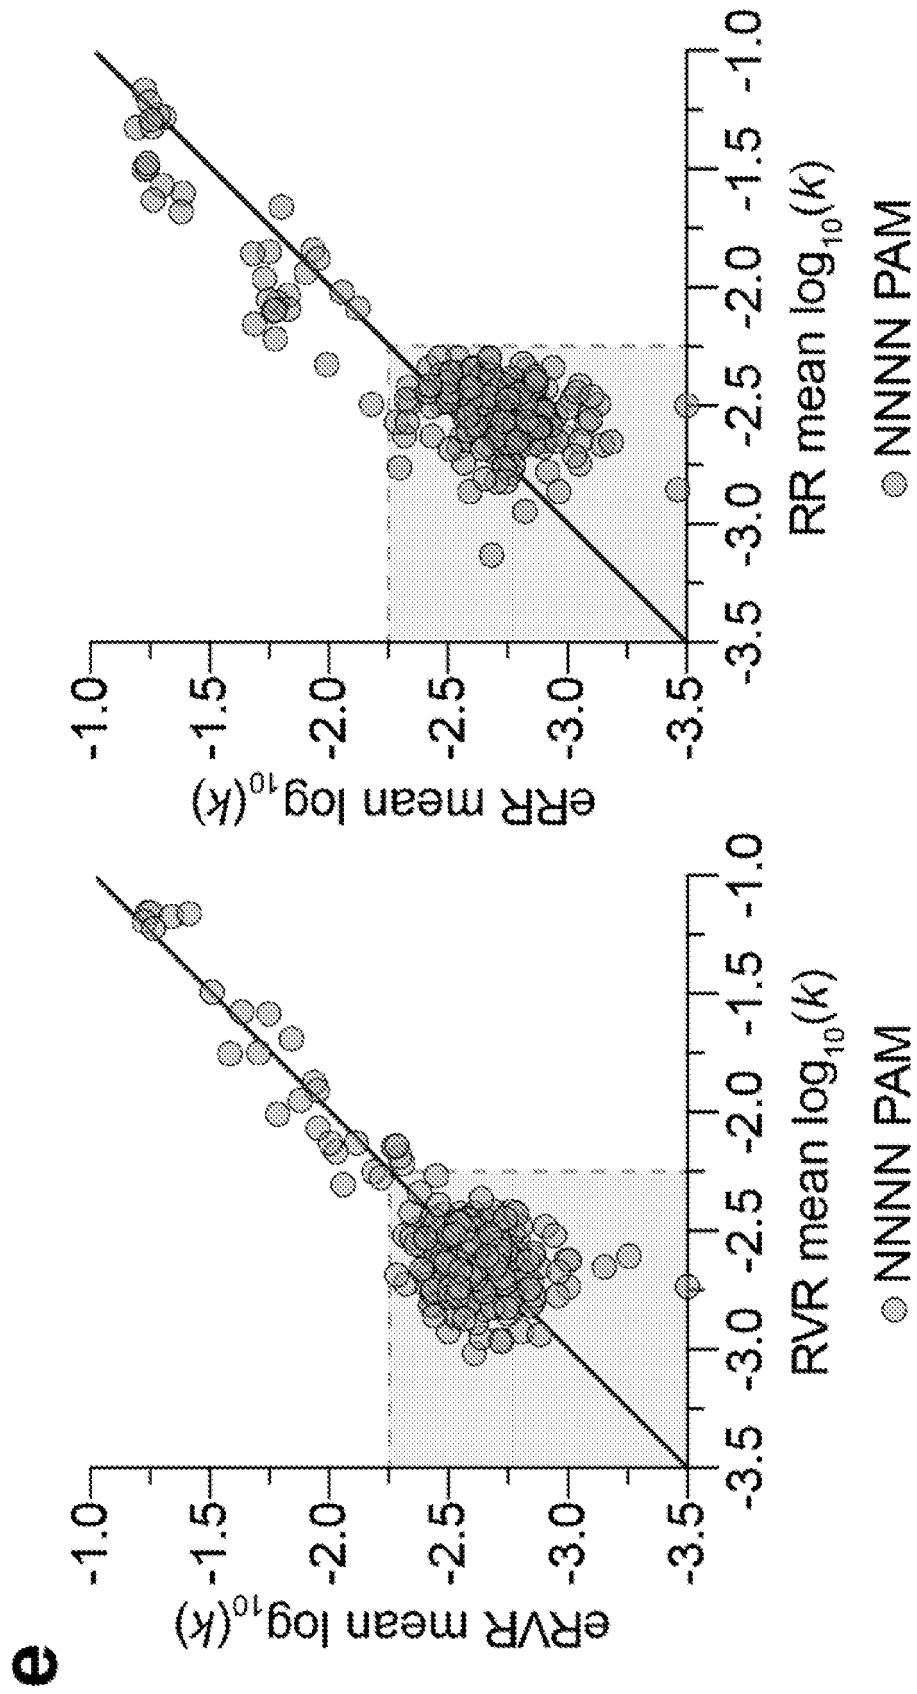 e
eRVR mean log10(k)
-1.0
-1.5
-2.0
-2.5
-3.0
-3.5
-3.5 -3.0 -2.5 -2.0 -1.5 -1.0
RVR mean log10(k)
NNNN PAM
eRR mean log10(k)
-1.0
-1.5
-2.0
-2.5
-3.0
-3.5
-3.5 -3.0 -2.5 -2.0 -1.5 -1.0
RR mean log10(k)
NNNN PAM